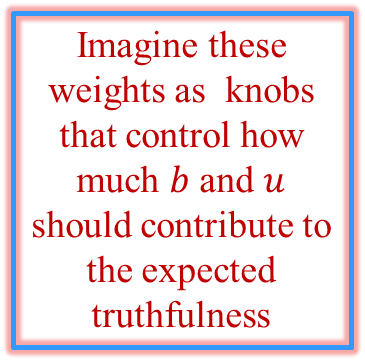 Imagine these
weights as  knobs
that control how
much 𝑏 and 𝑢
should contribute to
the expected
truthfulness